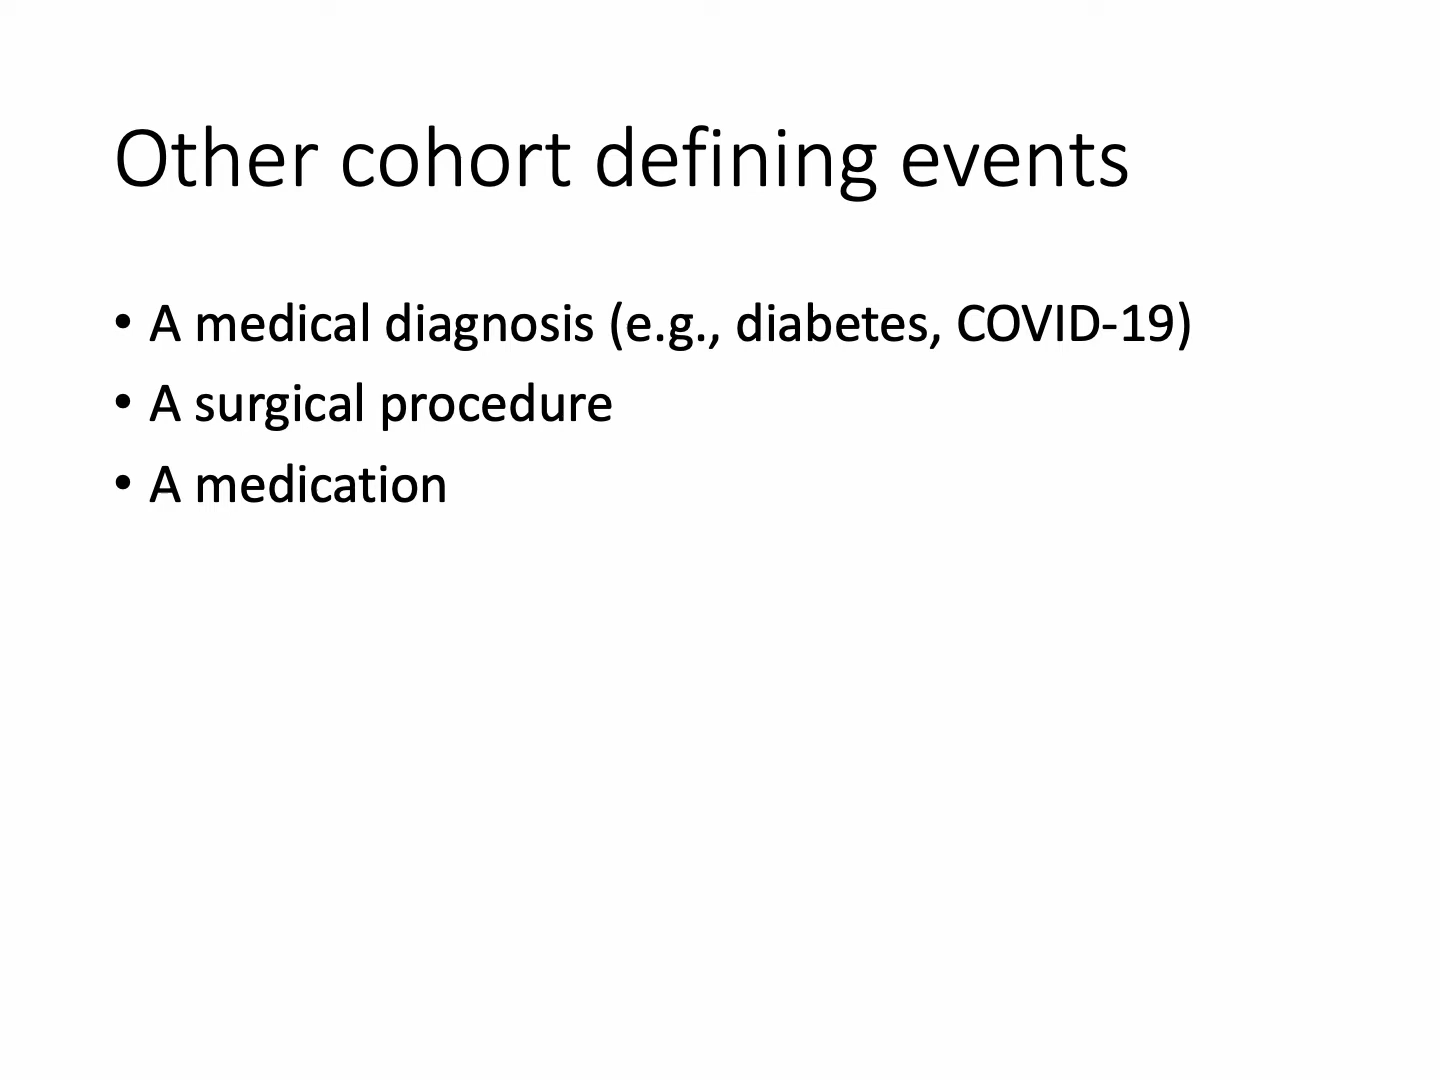 Other cohort defining events
• A medical diagnosis (e.g., diabetes, COVID-19)
• A surgical procedure
• A medication